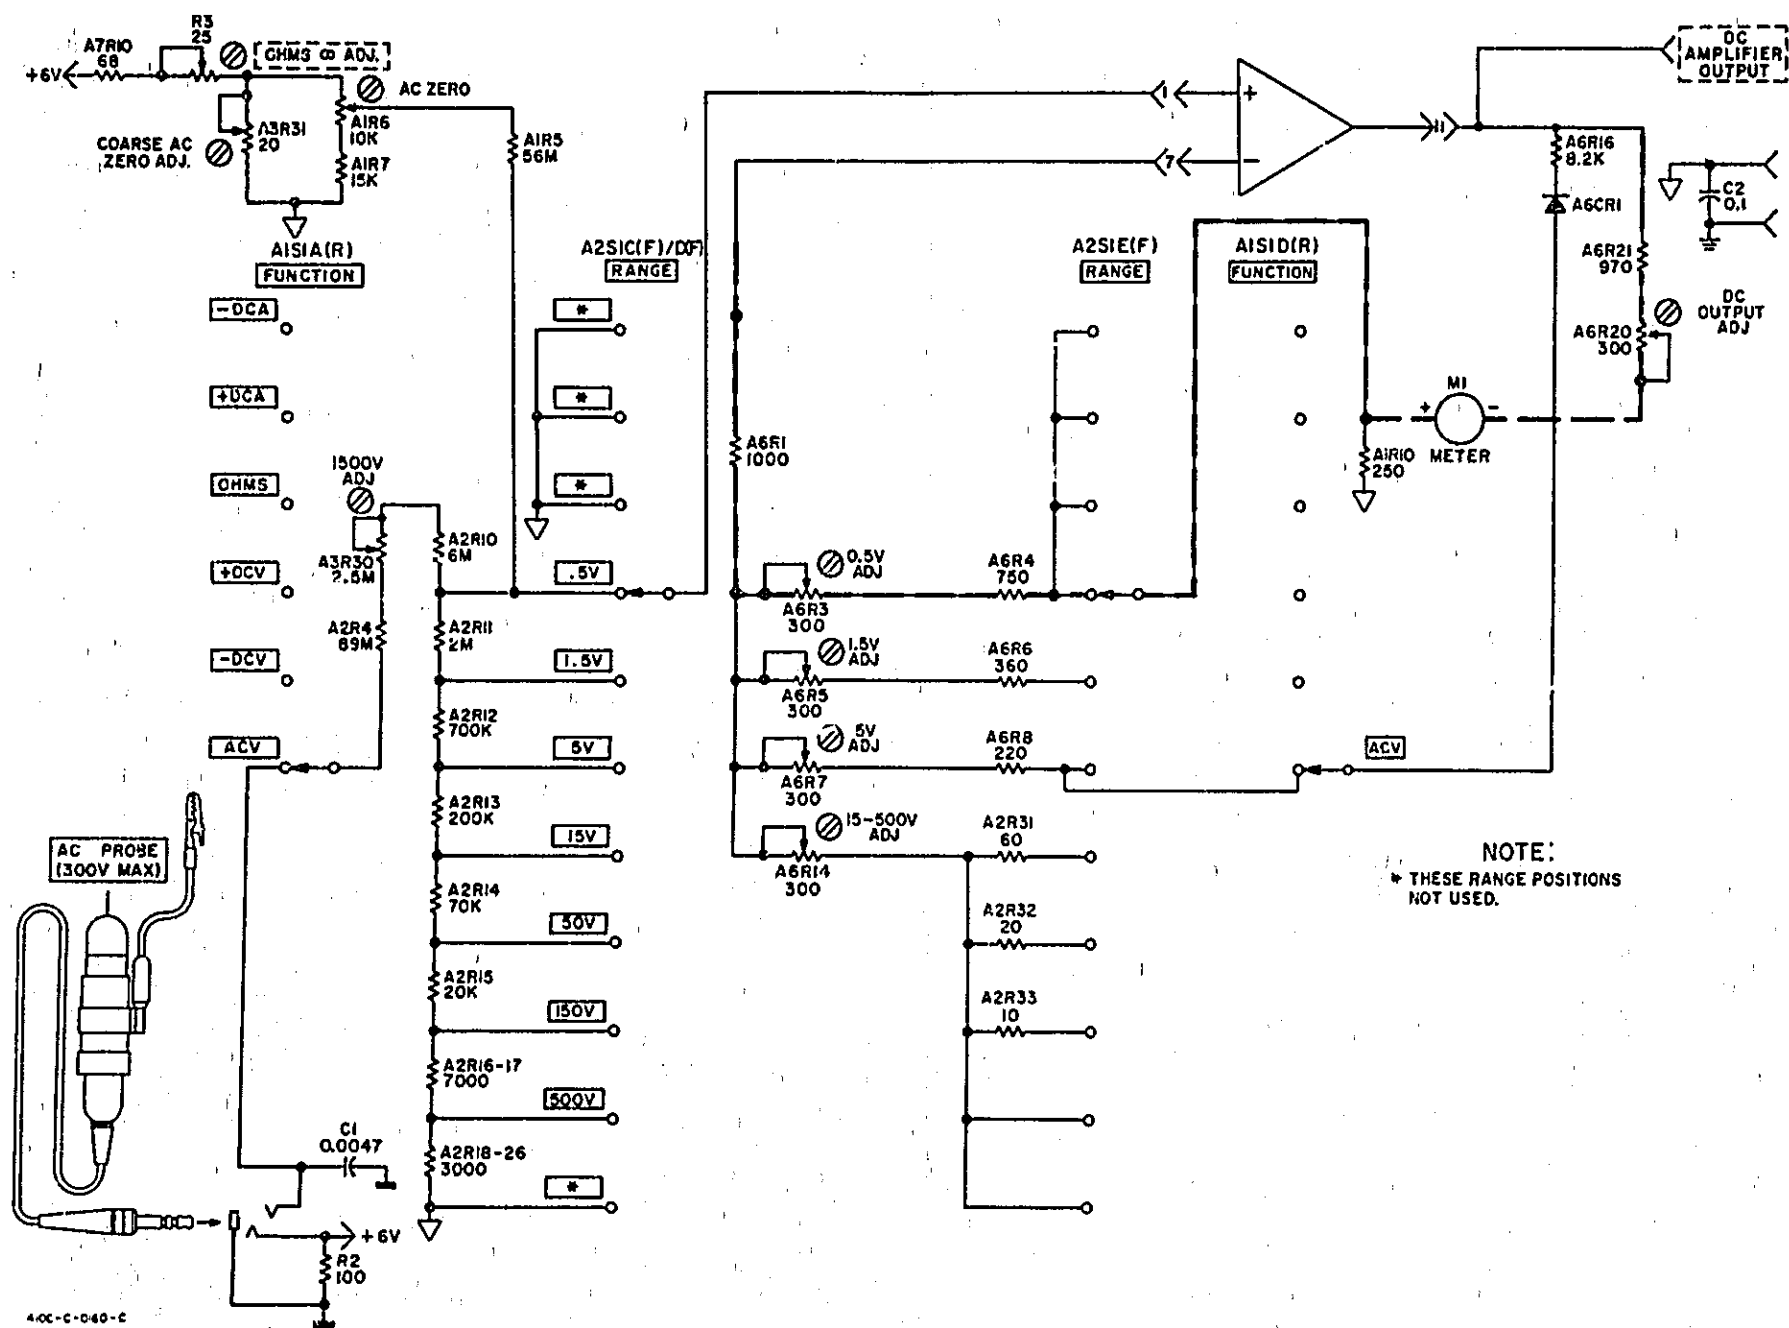 R3
25
A7R10
68
+6V
OHMS ∞ ADJ.
AC ZERO
A1R6
10K
A3R31
20
COARSE AC
ZERO ADJ.
A1R7
15K
A1R5
56M
A1S1A(R)
FUNCTION
A2S1C(F)/D(F)
RANGE
A2S1E(F)
RANGE
A1S1D(R)
FUNCTION
1
7
+
-
11
DC
AMPLIFIER
OUTPUT
A6R16
8.2K
A6CR1
C2
0.1
A6R21
970
DC
OUTPUT
ADJ
A6R20
300
M1
+
-
METER
A1R10
250
-DCA
+DCA
OHMS
+DCV
-DCV
ACV
1500V
ADJ
A3R30
2.5M
A2R4
89M
A2R10
6M
A2R11
2M
A2R12
700K
A2R13
200K
A2R14
70K
A2R15
20K
A2R16-17
7000
A2R18-26
3000
*
*
*
.5V
1.5V
5V
15V
50V
150V
500V
*
A6R1
1000
0.5V
ADJ
A6R3
300
A6R4
750
1.5V
ADJ
A6R5
300
A6R6
360
5V
ADJ
A6R7
300
A6R8
220
15-500V
ADJ
A6R14
300
A2R31
60
A2R32
20
A2R33
10
ACV
NOTE:
* THESE RANGE POSITIONS
NOT USED.
AC PROBE
(300V MAX)
C1
0.0047
+6V
R2
100
410C-C-0140-C